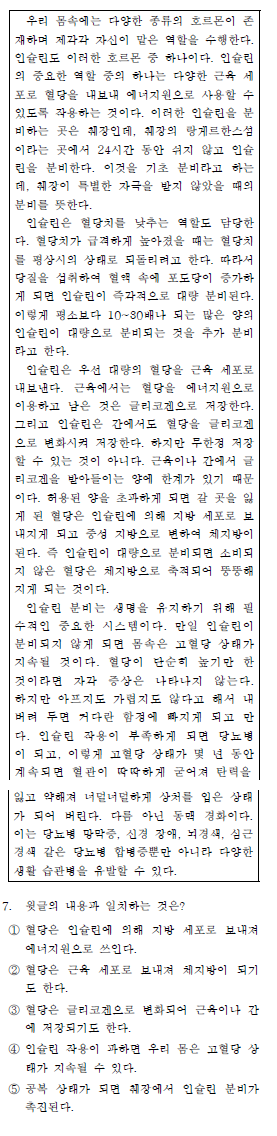 우리 몸속에는 다양한 종류의 호르몬이 존
재하며 제각각 자신이 맡은 역할을 수행한다.
인슐린도 이러한 호르몬 중 하나이다. 인슐린
의 중요한 역할 중의 하나는 다양한 근육 세
포로 혈당을 내보내 에너지원으로 사용할 수
있도록 작용하는 것이다. 이러한 인슐린을 분
비하는 곳은 췌장인데, 췌장의 랑게르한스섬
이라는 곳에서 24시간 동안 쉬지 않고 인슐
린을 분비한다. 이것을 기초 분비라고 하는
데, 췌장이 특별한 자극을 받지 않았을 때의
분비를 뜻한다.
인슐린은 혈당치를 낮추는 역할도 담당한
다. 혈당치가 급격하게 높아졌을 때는 혈당치
를 평상시의 상태로 되돌리려고 한다. 따라서
당질을 섭취하여 혈액 속에 포도당이 증가하
게 되면 인슐린이 즉각적으로 대량 분비된다.
이렇게 평소보다 10~30배나 되는 많은 양의
인슐린이 대량으로 분비되는 것을 추가 분비
라고 한다.
인슐린은 우선 대량의 혈당을 근육 세포로
내보낸다. 근육에서는 혈당을 에너지원으로
이용하고 남은 것은 글리코겐으로 저장한다.
그리고 인슐린은 간에서도 혈당을 글리코겐
으로 변화시켜 저장한다. 하지만 무한정 저장
할 수 있는 것이 아니다. 근육이나 간에서 글
리코겐을 받아들이는 양에 한계가 있기 때문
이다. 허용된 양을 초과하게 되면 갈 곳을 잃
게 된 혈당은 인슐린에 의해 지방 세포로 보
내지게 되고 중성 지방으로 변하여 체지방이
된다. 즉 인슐린이 대량으로 분비되면 소비되
지 않은 혈당은 체지방으로 축적되어 뚱뚱해
지게 되는 것이다.
인슐린 분비는 생명을 유지하기 위해 필
수적인 중요한 시스템이다. 만일 인슐린이
분비되지 않게 되면 몸속은 고혈당 상태가
지속될 것이다. 혈당이 단순히 높기만 한
것이라면 자각 증상은 나타나지 않는다.
하지만 아프지도 가렵지도 않다고 해서 내
버려 두면 커다란 함정에 빠지게 되고 만
다. 인슐린 작용이 부족하게 되면 당뇨병
이 되고, 이렇게 고혈당 상태가 몇 년 동안
계속되면 혈관이 딱딱하게 굳어져 탄력을
잃고 약해져 너덜너덜하게 상처를 입은 상태
가 되어 버린다. 다름 아닌 동맥 경화이다.
이는 당뇨병 망막증, 신경 장애, 뇌경색, 심근
경색 같은 당뇨병 합병증뿐만 아니라 다양한
생활 습관병을 유발할 수 있다.
7. 윗글의 내용과 일치하는 것은?
① 혈당은 인슐린에 의해 지방 세포로 보내져
에너지원으로 쓰인다.
② 혈당은 근육 세포로 보내져 체지방이 되기
도 한다.
③ 혈당은 글리코겐으로 변화되어 근육이나 간
에 저장되기도 한다.
④ 인슐린 작용이 과하면 우리 몸은 고혈당 상
태가 지속될 수 있다.
⑤ 공복 상태가 되면 췌장에서 인슐린 분비가
촉진된다.